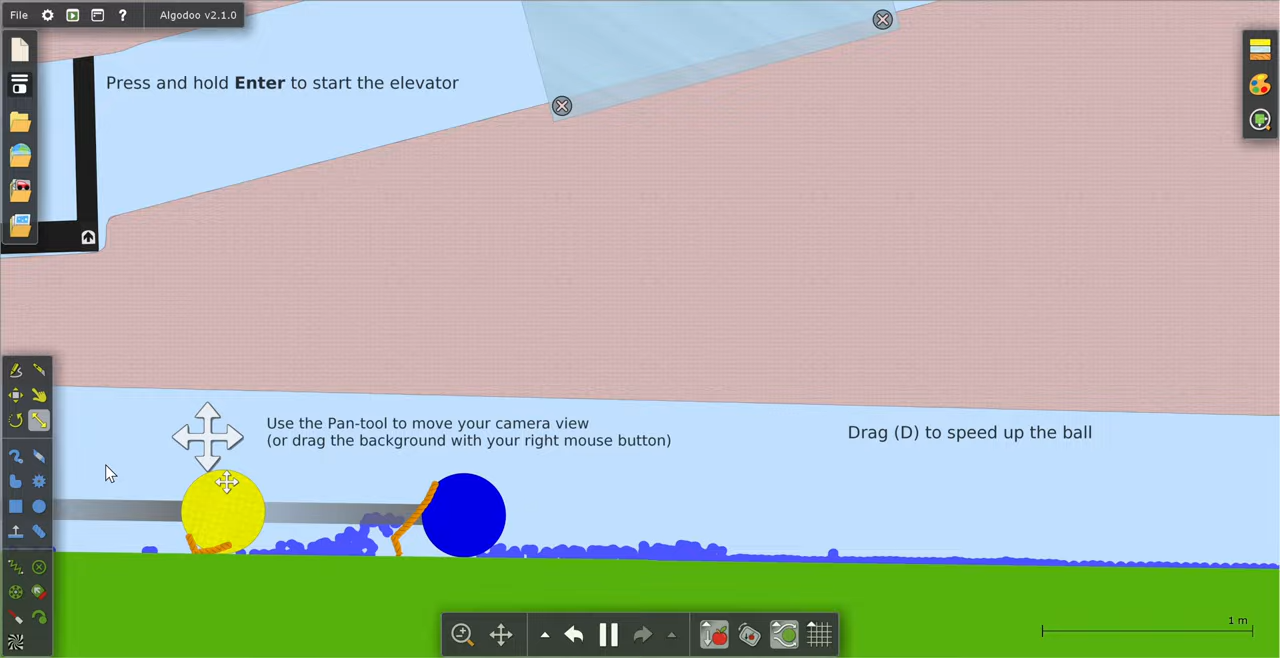 File ? Algodoo v2.1.0
Press and hold Enter to start the elevator
Use the Pan-tool to move your camera view
(or drag the background with your right mouse button)
Drag (D) to speed up the ball
1 m